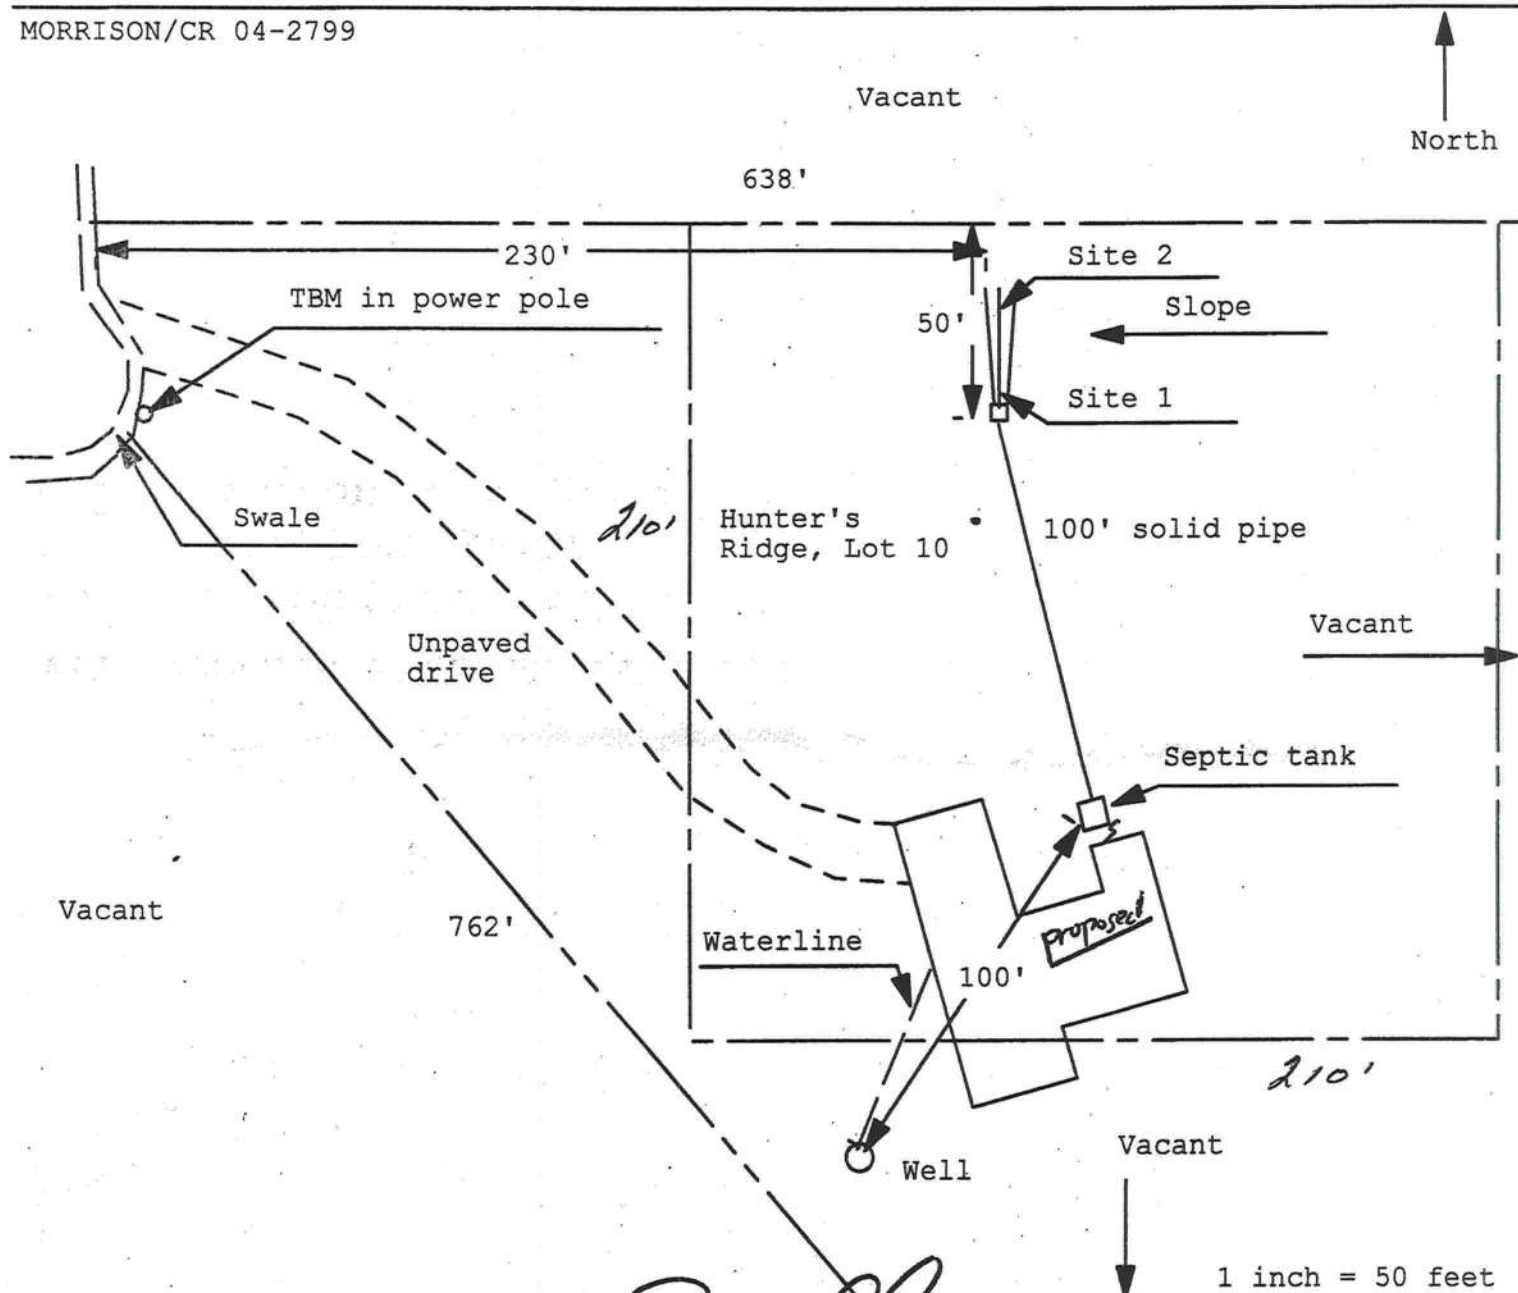 MORRISON/CR 04-2799
Vacant
North
638'
230'
Site 2
TBM in power pole
Slope
50'
Site 1
Swale
210'
Hunter's
Ridge, Lot 10
100' solid pipe
Unpaved
drive
Vacant
Septic tank
Vacant
762'
proposed
Waterline
100'
210'
Vacant
Well
1 inch = 50 feet